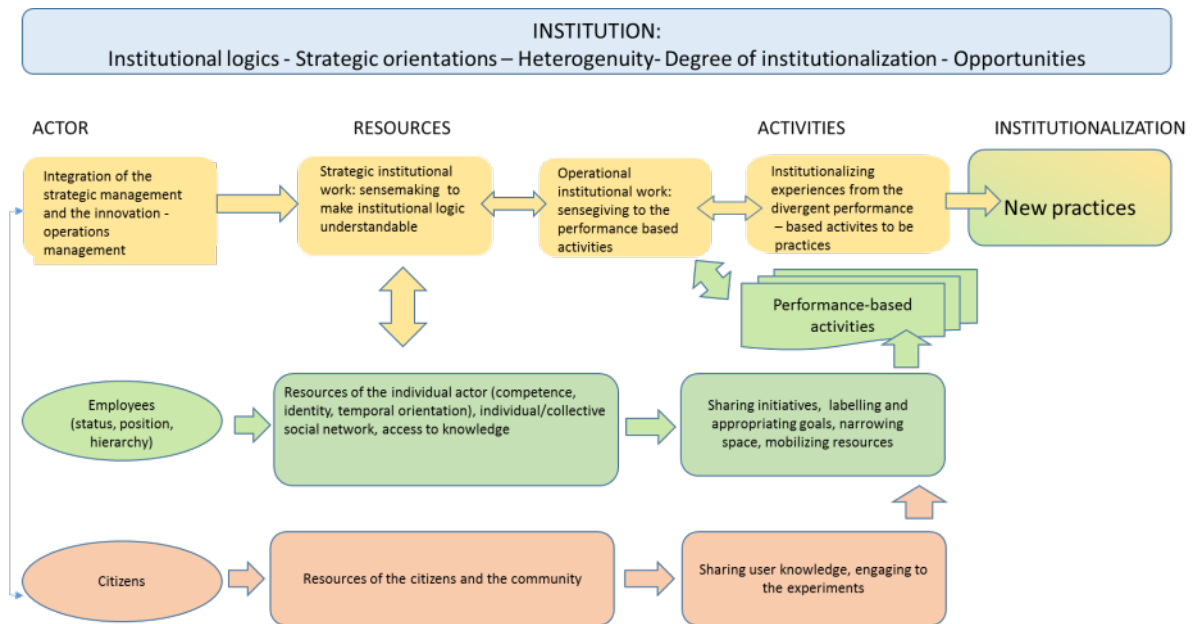 INSTITUTION:
Institutional logics - Strategic orientations – Heterogenuity- Degree of institutionalization - Opportunities
ACTOR
RESOURCES
ACTIVITIES
INSTITUTIONALIZATION
Integration of the
strategic management
and the innovation -
operations
management
Strategic institutional
work: sensemaking to
make institutional logic
understandable
Operational
institutional work:
sensegiving to the
performance based
activities
Institutionalizing
experiences from the
divergent performance
– based activites to be
practices
New practices
Performance-based
activities
Employees
(status, position,
hierarchy)
Resources of the individual actor (competence,
identity, temporal orientation), individual/collective
social network, access to knowledge
Sharing initiatives, labelling and
appropriating goals, narrowing
space, mobilizing resources
Citizens
Resources of the citizens and the community
Sharing user knowledge, engaging to
the experiments